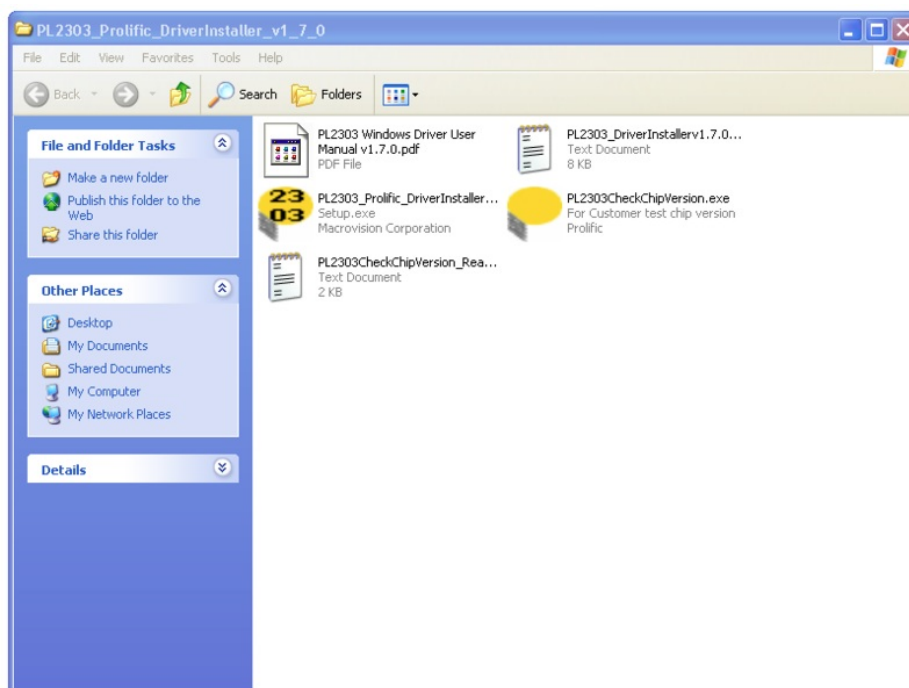 PL2303_Prolific_DriverInstaller_v1_7_0
File Edit View Favorites Tools Help
Back Search Folders
File and Folder Tasks
Make a new folder
Publish this folder to the
Web
Share this folder
Other Places
Desktop
My Documents
Shared Documents
My Computer
My Network Places
Details
PL2303 Windows Driver User
Manual v1.7.0.pdf
PDF File
PL2303_DriverInstallerv1.7.0...
Text Document
8 KB
23
03
PL2303_Prolific_DriverInstaller...
Setup.exe
Macrovision Corporation
PL2303CheckChipVersion.exe
For Customer test chip version
Prolific
PL2303CheckChipVersion_Rea...
Text Document
2 KB